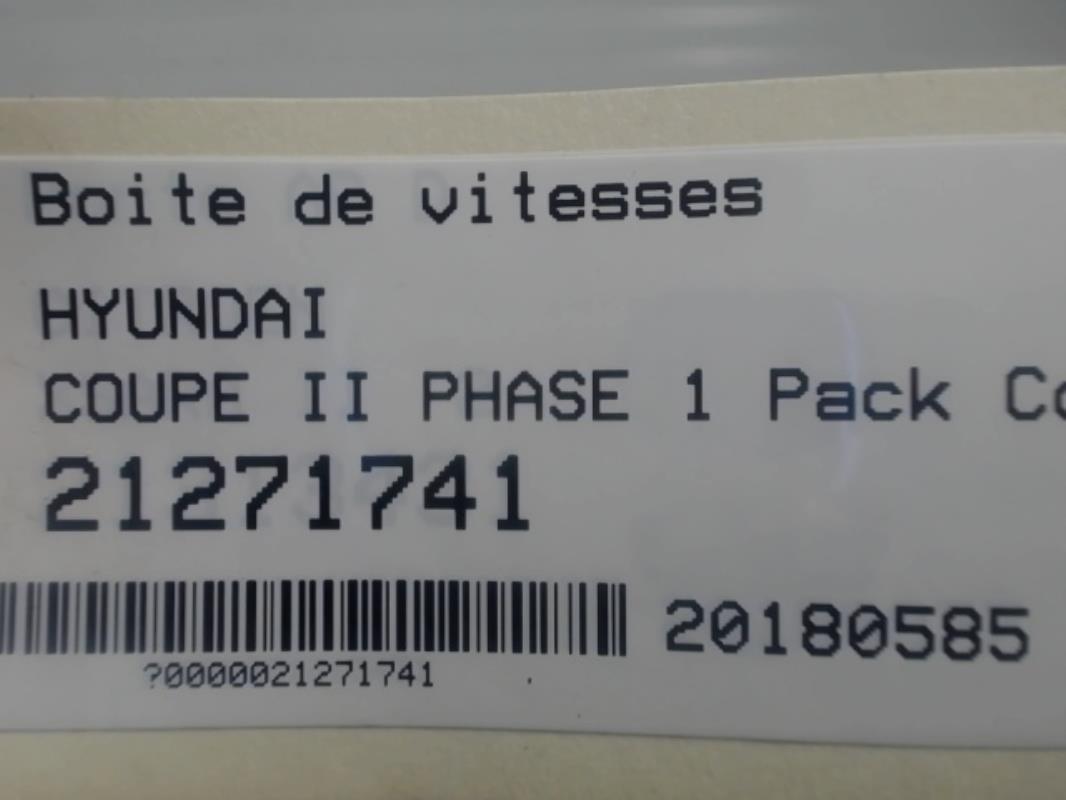 Boite de vitesses
HYUNDAI
COUPE II PHASE 1 Pack
21271741
20180585
?0000021271741